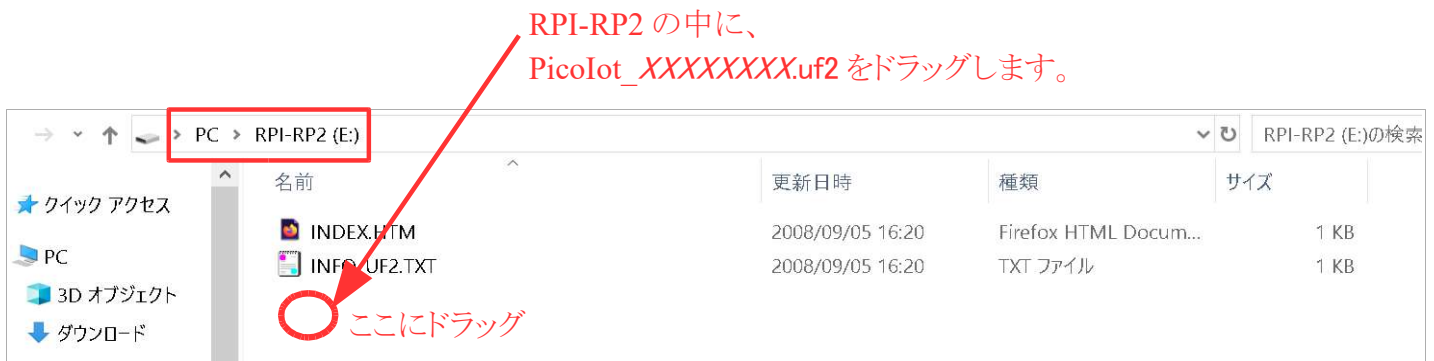 RPI-RP2 の中に、
PicoIot_XXXXXXXX.uf2 をドラッグします。
PC > RPI-RP2 (E:)
RPI-RP2 (E:)の検索
名前 更新日時 種類 サイズ
クイック アクセス
INDEX.HTM 2008/09/05 16:20 Firefox HTML Docum... 1 KB
PC
INFO_UF2.TXT 2008/09/05 16:20 TXT ファイル 1 KB
3D オブジェクト
ここにドラッグ
ダウンロード